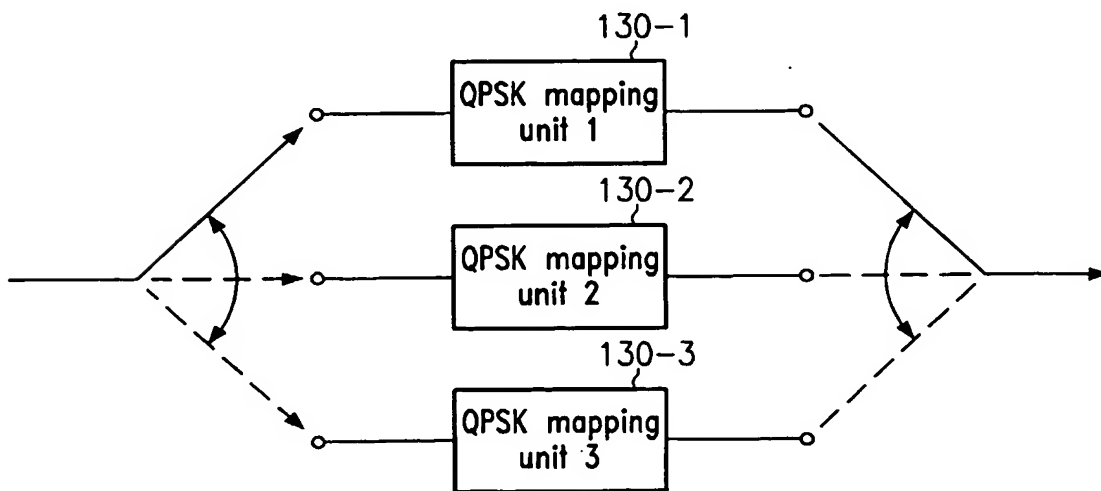 130-1
QPSK mapping
unit 1
130-2
QPSK mapping
unit 2
130-3
QPSK mapping
unit 3